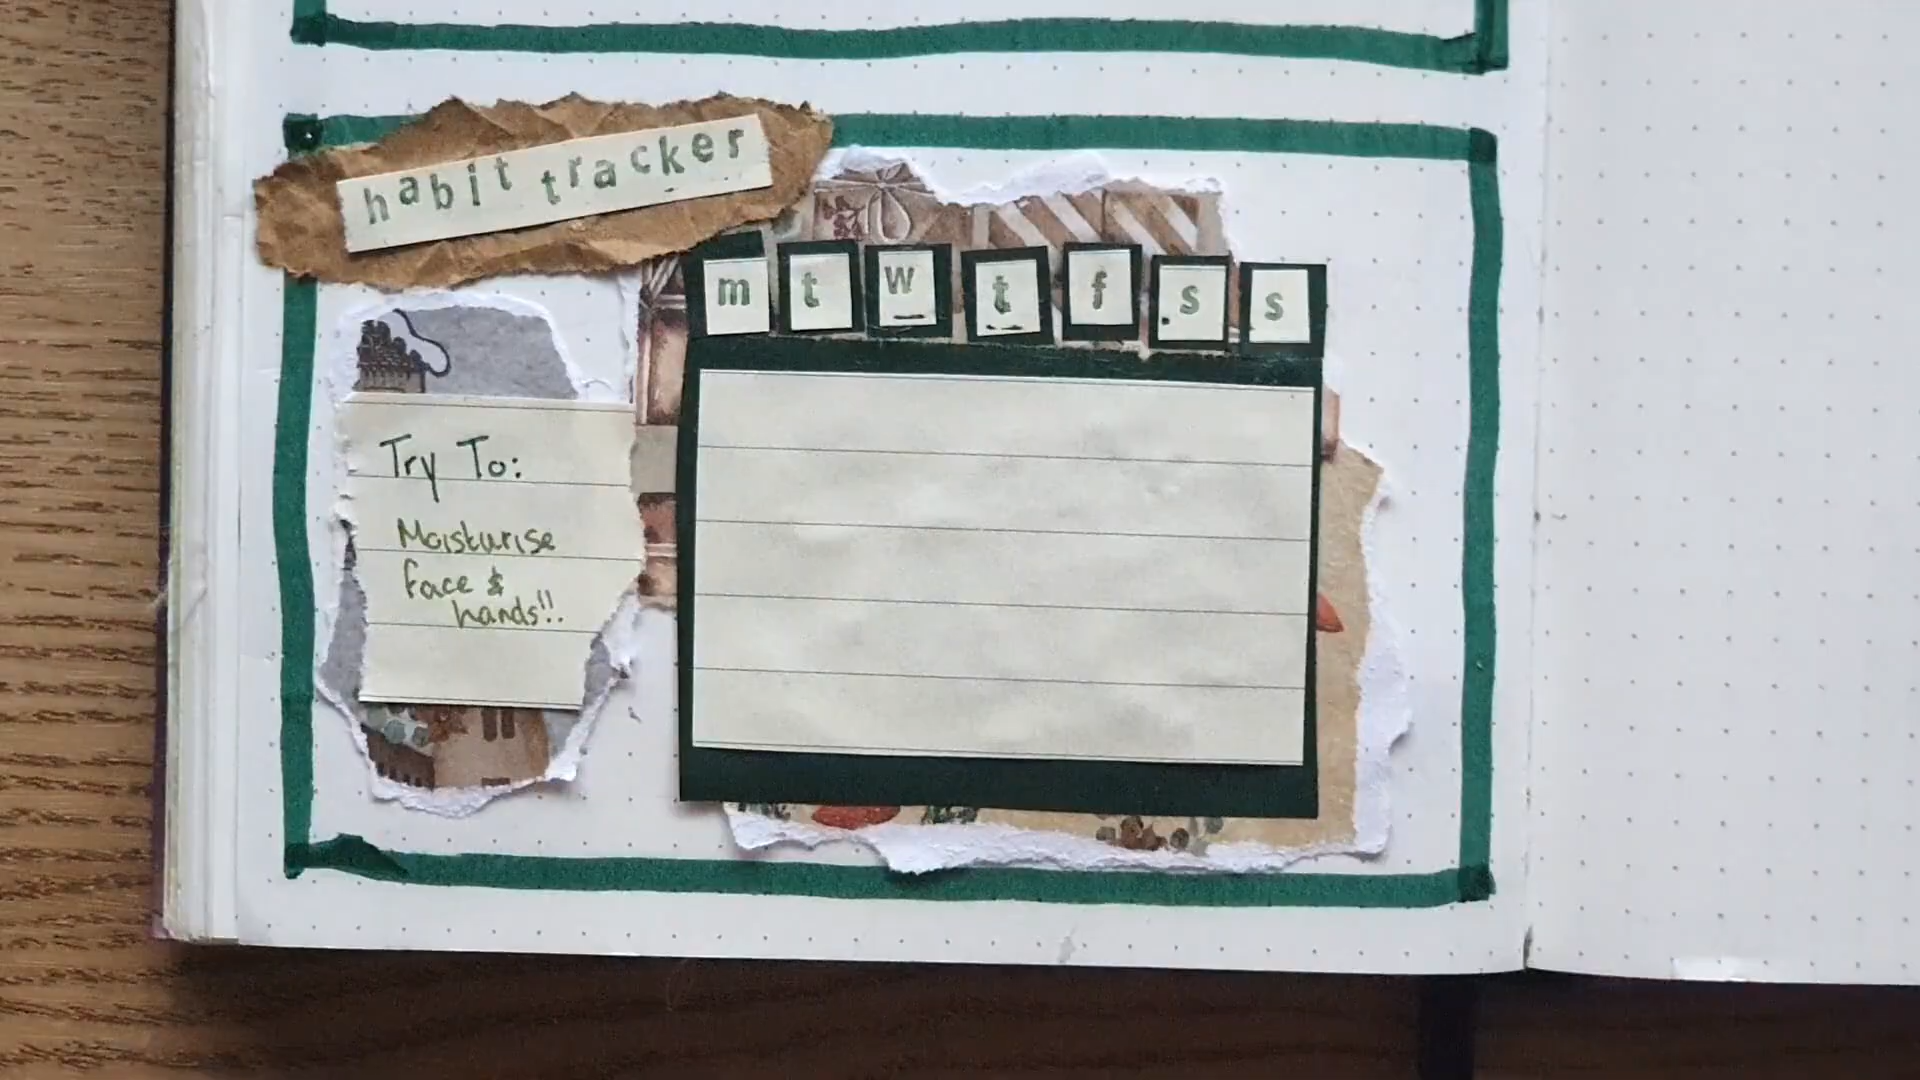 habit tracker
m t w t f s s
Try To:
Moisturise
face &
hands!!